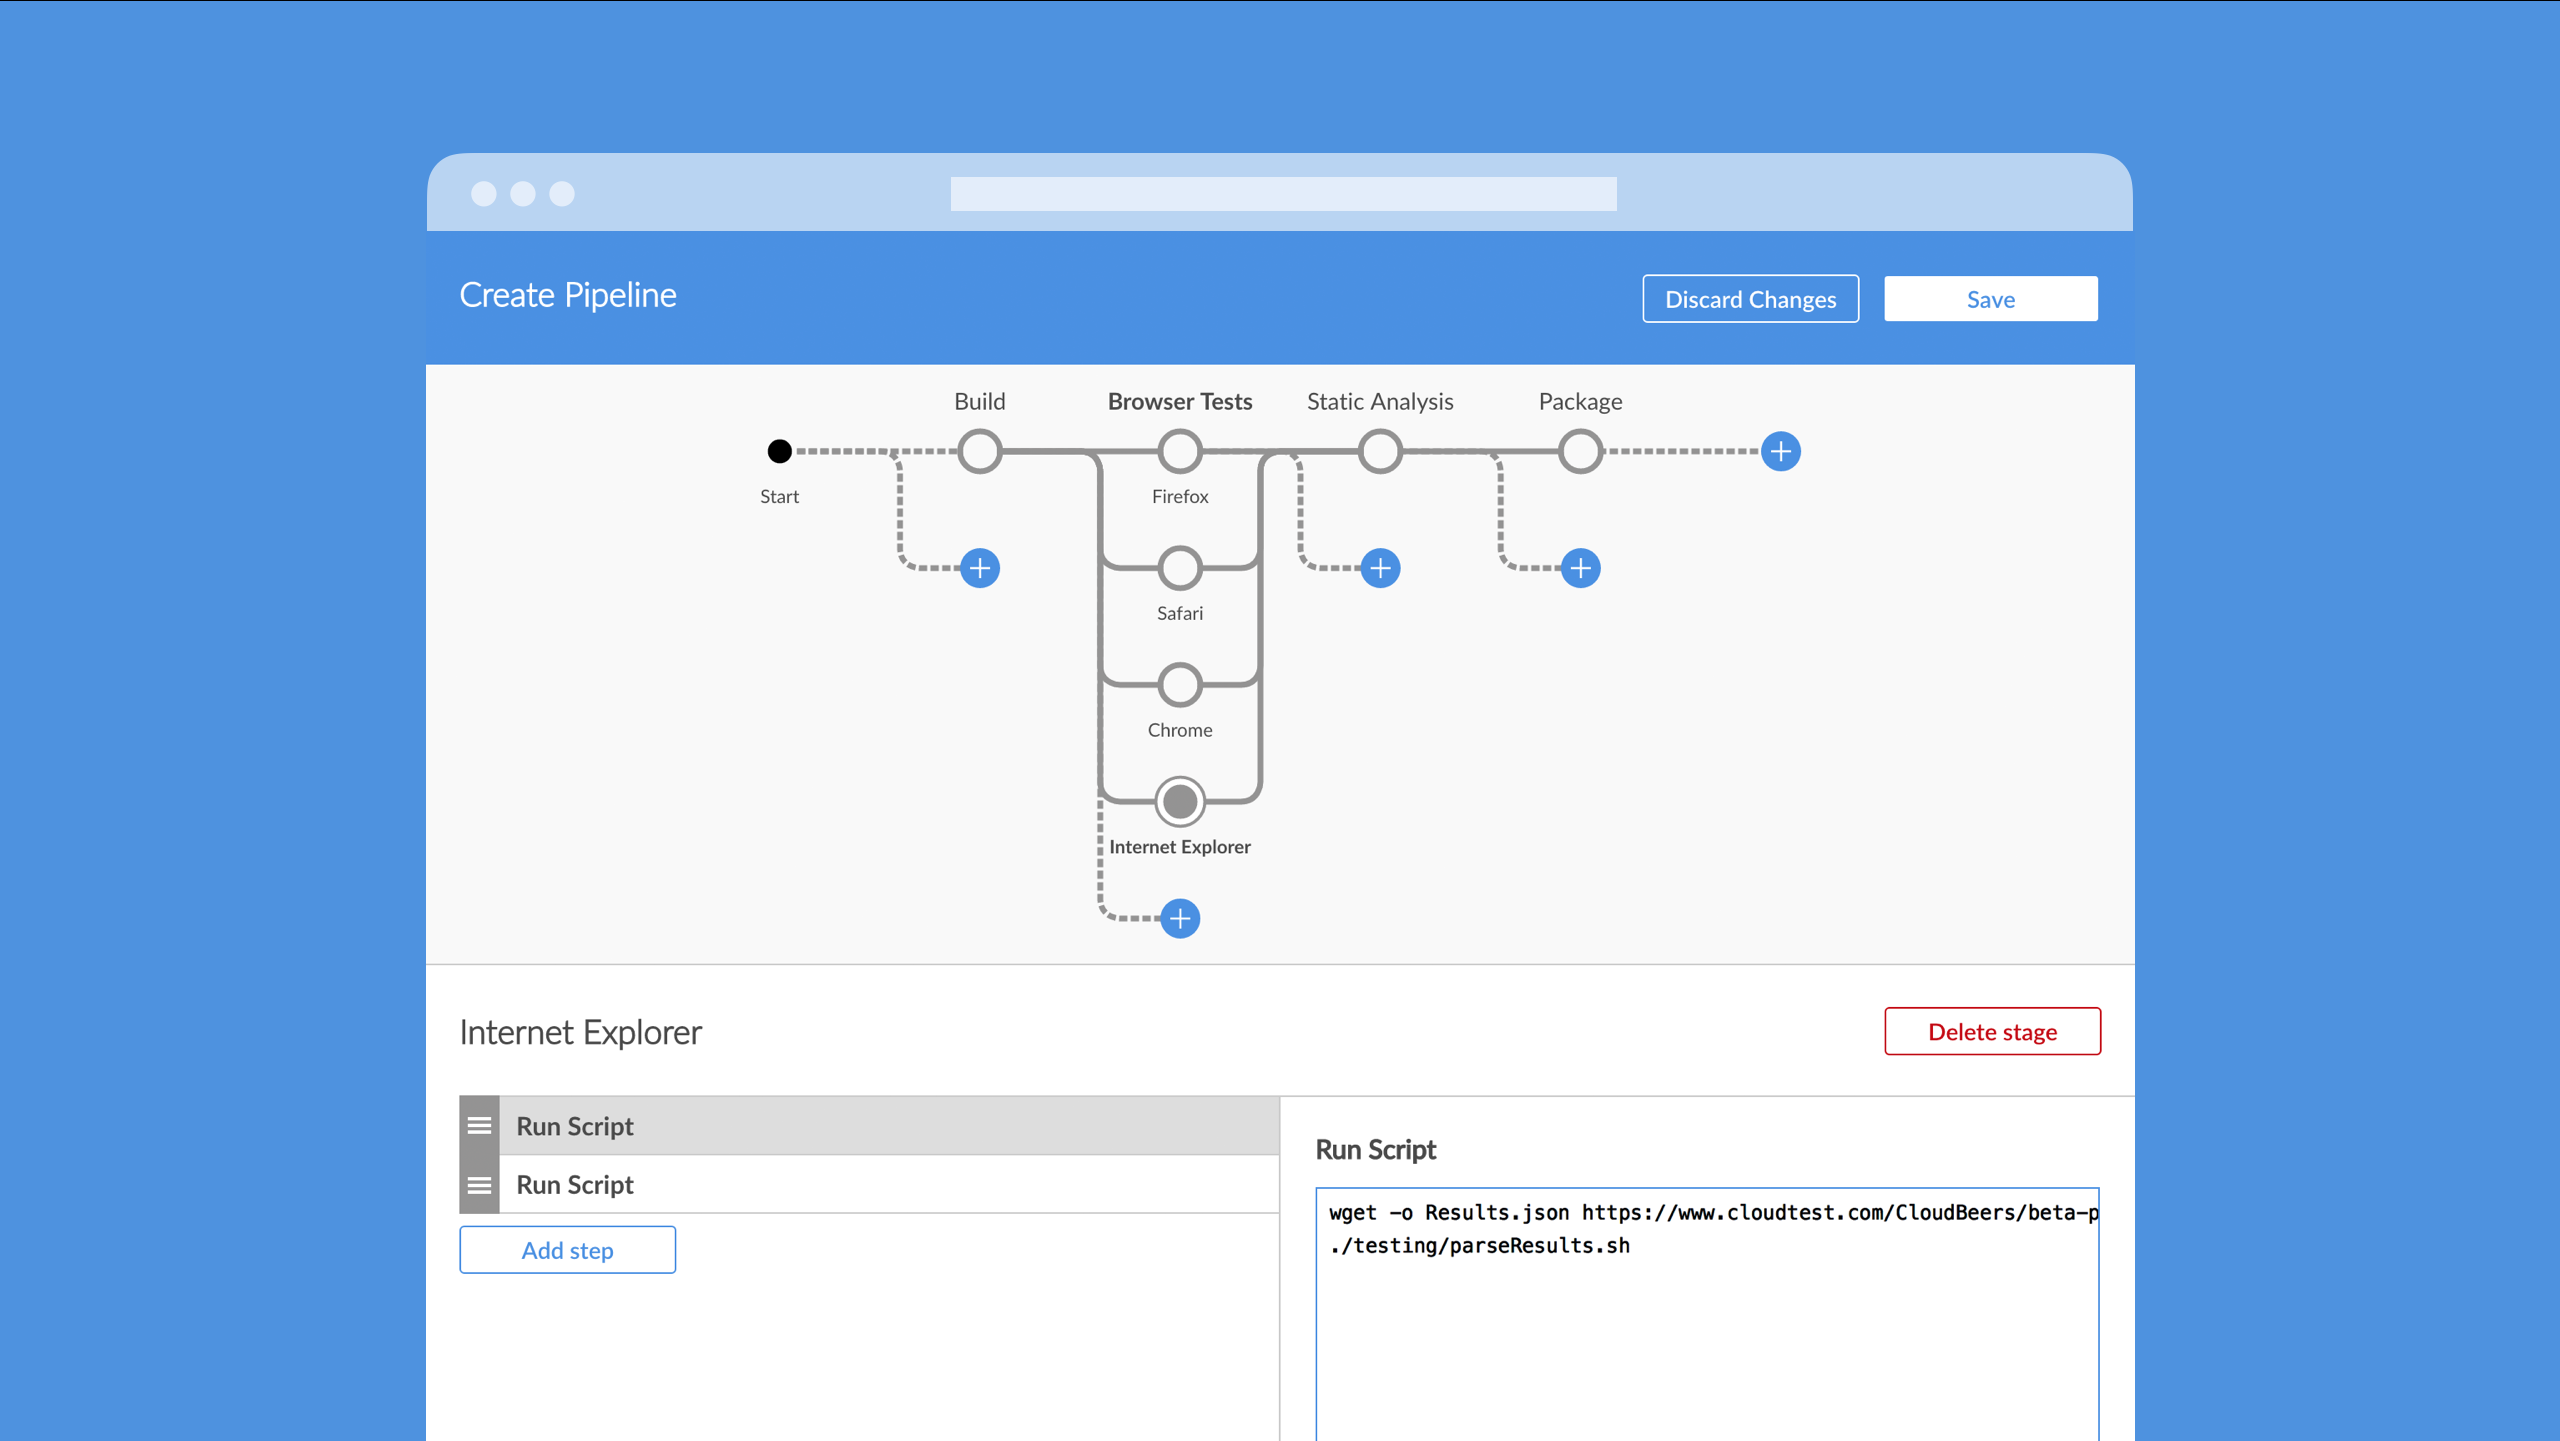 Create Pipeline
Discard Changes
Save
Build
Browser Tests
Static Analysis
Package
Start
Firefox
Safari
Chrome
Internet Explorer
Internet Explorer
Delete stage
Run Script
Run Script
Add step
Run Script
wget -o Results.json https://www.cloudtest.com/CloudBeers/beta-p
./testing/parseResults.sh